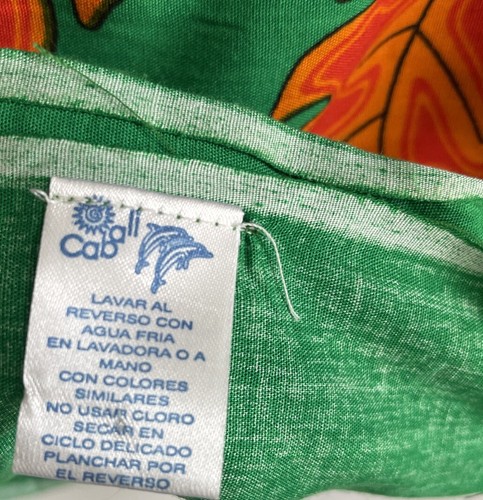 Cali
Cab
LAVAR AL
REVERSO CON
AGUA FRIA
EN LAVADORA O A
MANO
CON COLORES
SIMILARES
NO USAR CLORO
SECAR EN
CICLO DELICADO
PLANCHAR POR
EL REVERSO